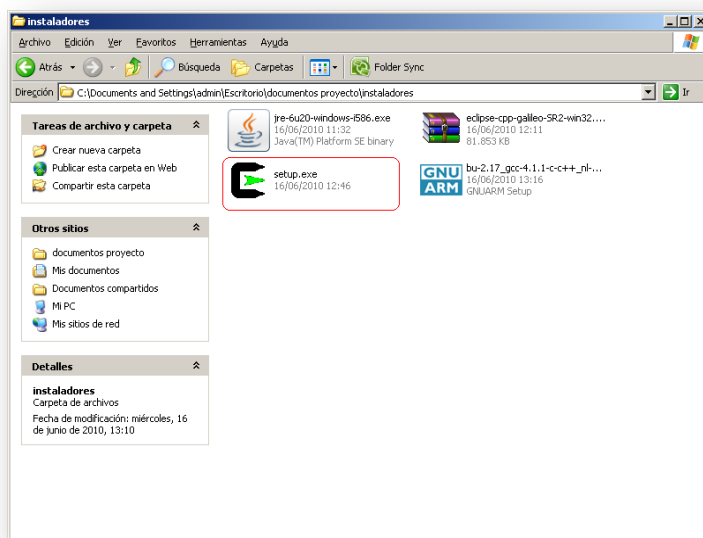 instaladores
Archivo Edición Ver Favoritos Herramientas Ayuda
Atrás Búsqueda Carpetas Folder Sync
Dirección C:\Documents and Settings\admin\Escritorio\documentos proyecto\instaladores Ir
Tareas de archivo y carpeta
Crear nueva carpeta
Publicar esta carpeta en Web
Compartir esta carpeta
Otros sitios
documentos proyecto
Mis documentos
Documentos compartidos
Mi PC
Mis sitios de red
Detalles
instaladores
Carpeta de archivos
Fecha de modificación: miércoles, 16
de junio de 2010, 13:10
jre-6u20-windows-i586.exe
16/06/2010 11:32
Java(TM) Platform SE binary
eclipse-cpp-galileo-SR2-win32....
16/06/2010 12:11
81.853 KB
setup.exe
16/06/2010 12:46
GNU
ARM
bu-2.17_gcc-4.1.1-c-c++_nl-...
16/06/2010 13:16
GNUARM Setup